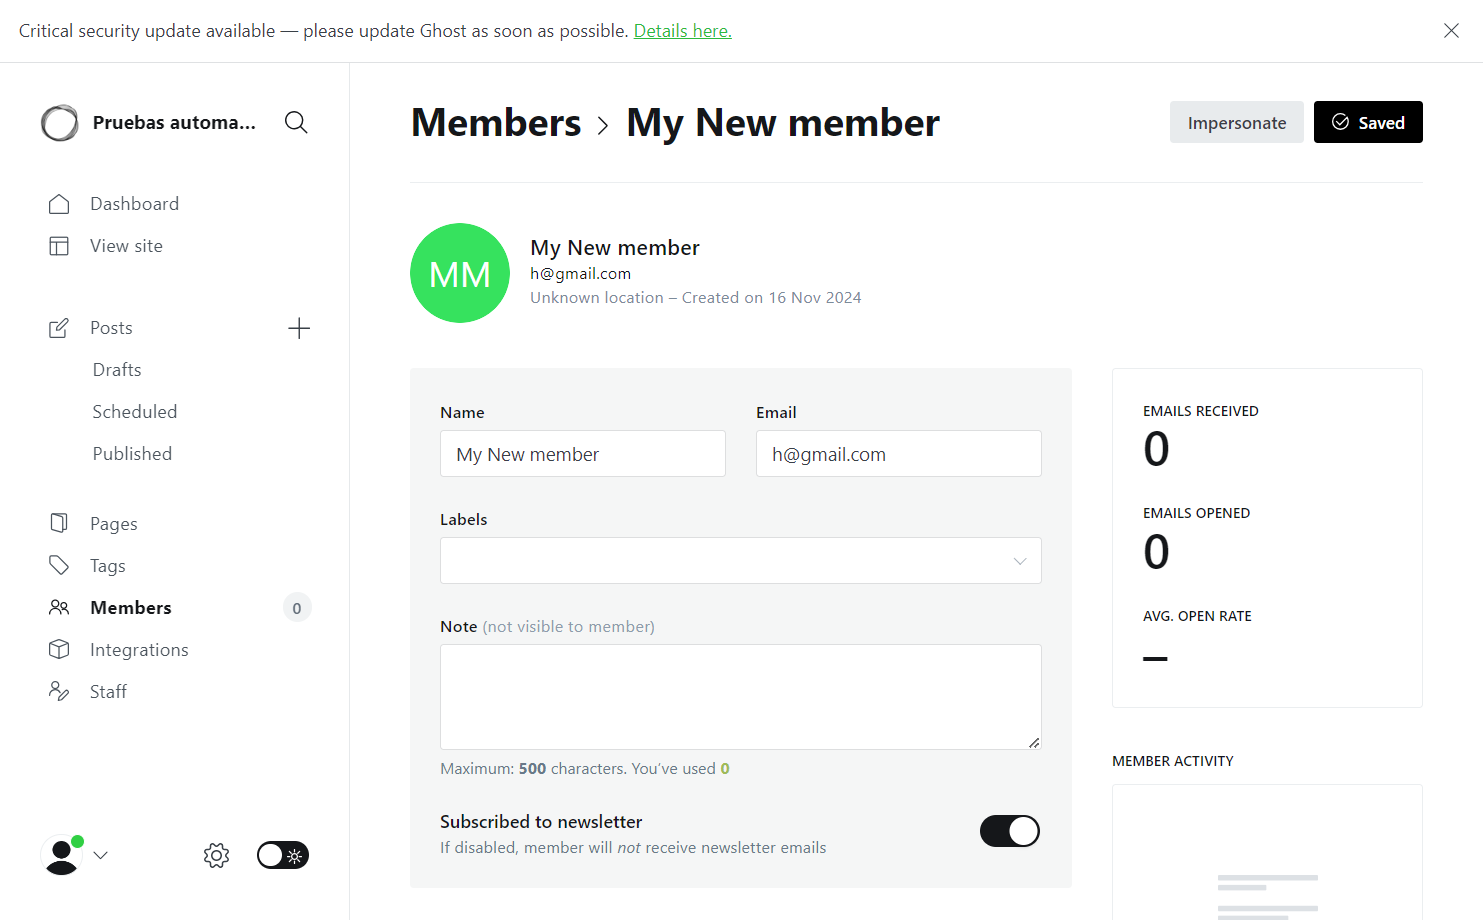 Critical security update available — please update Ghost as soon as possible. Details here.
Pruebas automa...
Dashboard
View site
Posts
Drafts
Scheduled
Published
Pages
Tags
Members 0
Integrations
Staff
Members > My New member
Impersonate
Saved
MM
My New member
h@gmail.com
Unknown location – Created on 16 Nov 2024
Name
My New member
Email
h@gmail.com
Labels
Note (not visible to member)
Maximum: 500 characters. You’ve used 0
Subscribed to newsletter
If disabled, member will not receive newsletter emails
EMAILS RECEIVED
0
EMAILS OPENED
0
AVG. OPEN RATE
–
MEMBER ACTIVITY